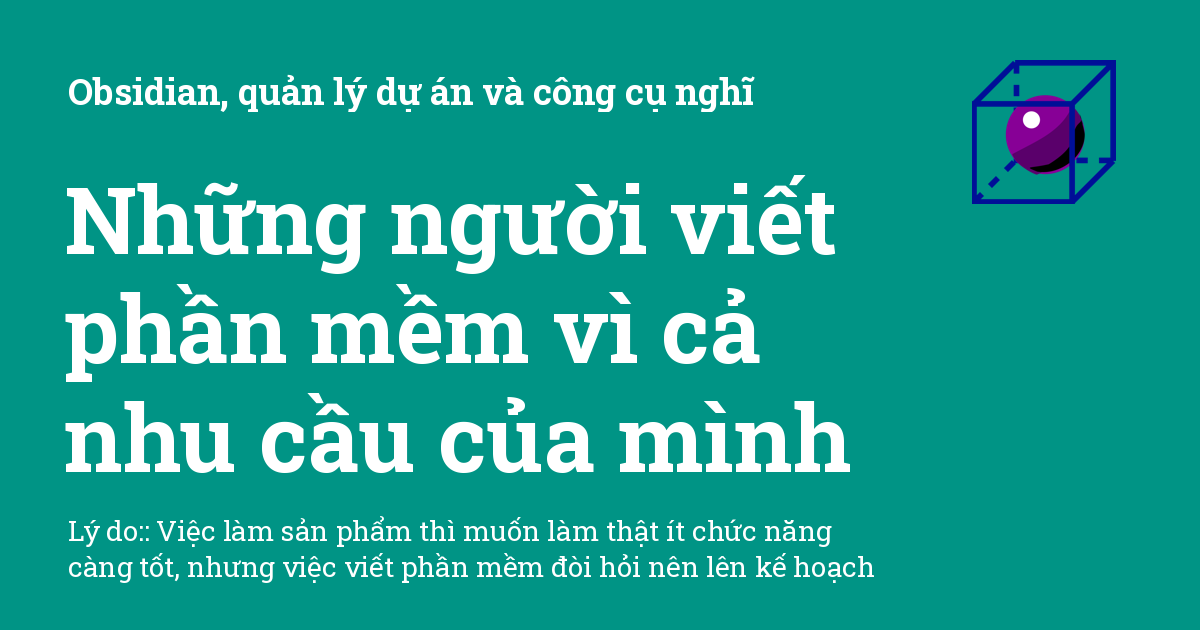 Obsidian, quản lý dự án và công cụ nghĩ
Những người viết
phần mềm vì cả
nhu cầu của mình
Lý do:: Việc làm sản phẩm thì muốn làm thật ít chức năng
càng tốt, nhưng việc viết phần mềm đòi hỏi nên lên kế hoạch